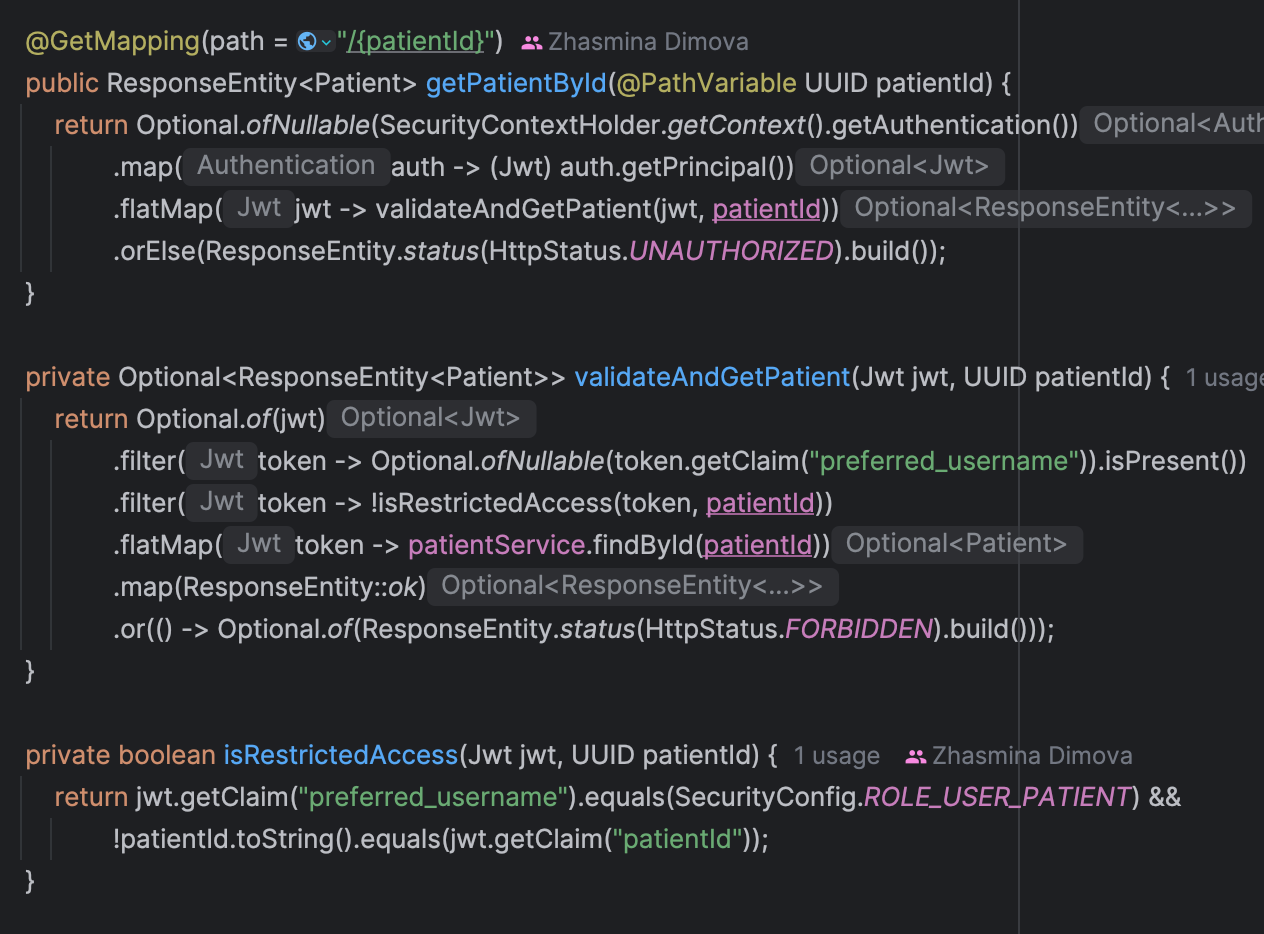 @GetMapping(path = "/{patientId}") Zhasmina Dimova
public ResponseEntity<Patient> getPatientById(@PathVariable UUID patientId) {
return Optional.ofNullable(SecurityContextHolder.getContext().getAuthentication()) Optional<Auth
.map( Authentication auth -> (Jwt) auth.getPrincipal()) Optional<Jwt>
.flatMap( Jwt jwt -> validateAndGetPatient(jwt, patientId)) Optional<ResponseEntity<...>>
.orElse(ResponseEntity.status(HttpStatus.UNAUTHORIZED).build());
}
private Optional<ResponseEntity<Patient>> validateAndGetPatient(Jwt jwt, UUID patientId) { 1 usage
return Optional.of(jwt) Optional<Jwt>
.filter( Jwt token -> Optional.ofNullable(token.getClaim("preferred_username")).isPresent())
.filter( Jwt token -> !isRestrictedAccess(token, patientId))
.flatMap( Jwt token -> patientService.findById(patientId)) Optional<Patient>
.map(ResponseEntity::ok) Optional<ResponseEntity<...>>
.or(() -> Optional.of(ResponseEntity.status(HttpStatus.FORBIDDEN).build()));
}
private boolean isRestrictedAccess(Jwt jwt, UUID patientId) { 1 usage Zhasmina Dimova
return jwt.getClaim("preferred_username").equals(SecurityConfig.ROLE_USER_PATIENT) &&
!patientId.toString().equals(jwt.getClaim("patientId"));
}